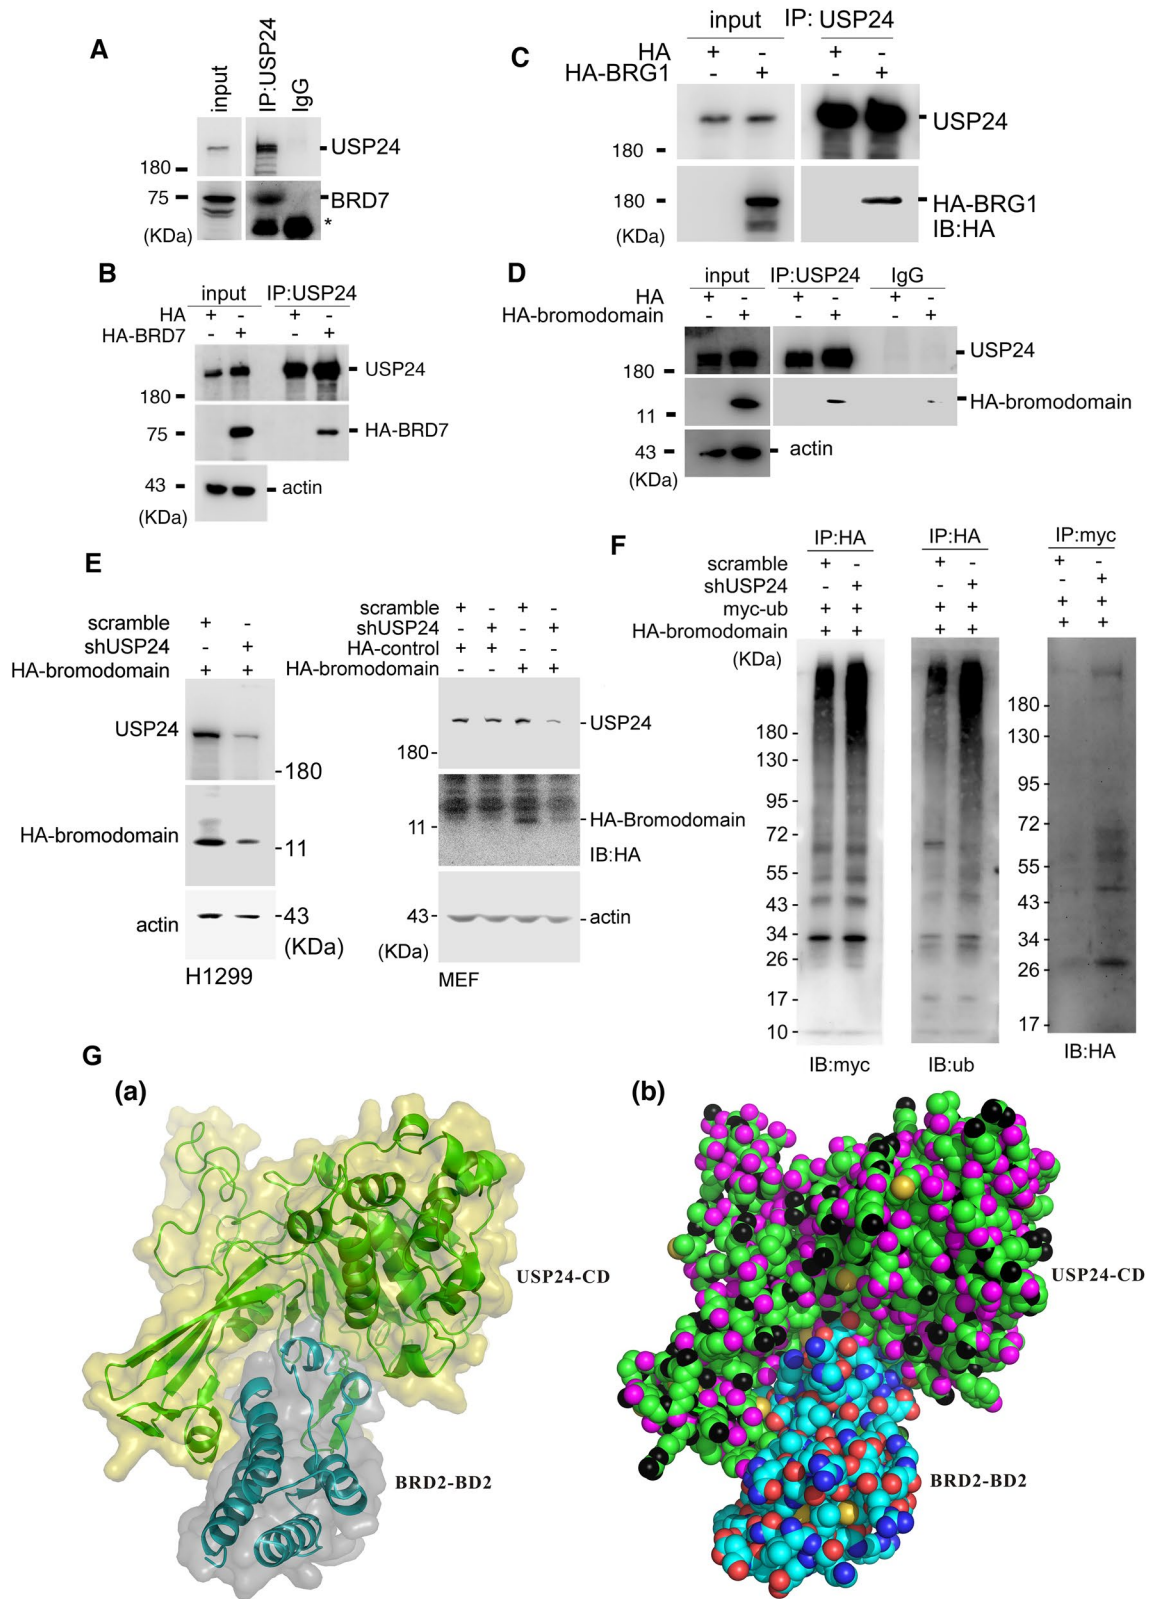 A
input
IP:USP24
IgG
USP24
180
75
BRD7
*
(KDa)
B
input IP:USP24
HA + - + -
HA-BRD7 - + - +
USP24
180
75
HA-BRD7
43
actin
(KDa)
C
input IP: USP24
HA + - + -
HA-BRG1 - + - +
USP24
180
180
HA-BRG1
IB:HA
(KDa)
D
input IP:USP24 IgG
HA + - + - + -
HA-bromodomain - + - + - +
USP24
180
HA-bromodomain
11
43
actin
(KDa)
E
scramble + -
shUSP24 - +
HA-bromodomain + +
USP24
-180
HA-bromodomain
-11
actin
-43
(KDa)
H1299
scramble + - + -
shUSP24 - + - +
HA-control + + - -
HA-bromodomain - - + +
-USP24
180-
-HA-Bromodomain
11-
IB:HA
43-
-actin
(KDa)
MEF
F
IP:HA IP:HA IP:myc
scramble + - + - + -
shUSP24 - + - + - +
myc-ub + + + + + +
HA-bromodomain + + + + + +
(KDa)
180-
130-
95-
72-
55-
43-
34-
26-
17-
10-
IB:myc
IB:ub
180-
130-
95-
72-
55-
43-
34-
26-
17-
IB:HA
G
(a)
USP24-CD
BRD2-BD2
(b)
USP24-CD
BRD2-BD2